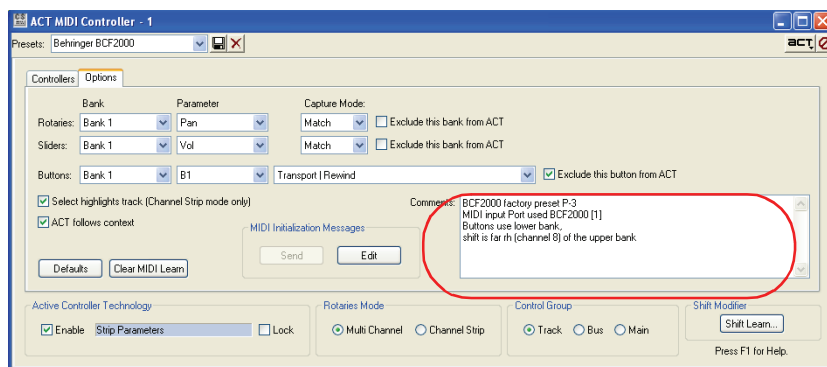 ACT MIDI Controller - 1
Presets: Behringer BCF2000 act
Controllers Options
Bank Parameter Capture Mode:
Rotaries: Bank 1 Pan Match Exclude this bank from ACT
Sliders: Bank 1 Vol Match Exclude this bank from ACT
Buttons: Bank 1 B1 Transport | Rewind Exclude this button from ACT
Select highlights track (Channel Strip mode only)
ACT follows context
MIDI Initialization Messages
Send Edit
Comments: BCF2000 factory preset P-3
MIDI input Port used BCF2000 [1]
Buttons use lower bank,
shift is far rh (channel 8) of the upper bank
Defaults Clear MIDI Learn
Active Controller Technology Rotaries Mode Control Group Shift Modifier
Enable Strip Parameters Lock Multi Channel Channel Strip Track Bus Main Shift Learn...
Press F1 for Help.